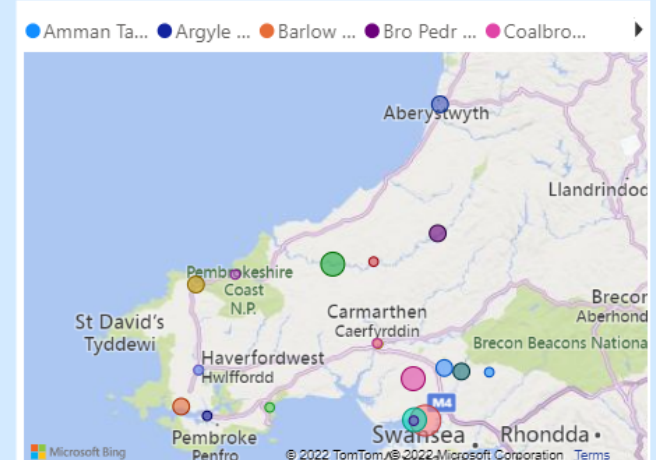 Amman Ta... Argyle ... Barlow ... Bro Pedr ... Coalbro...
Aberystwyth
Llandrindod
Pembrokeshire
Coast
N.P.
Brecon
Aberhond
St David's
Tyddewi
Carmarthen
Caerfyrddin
Brecon Beacons Nationa
Haverfordwest
Hwlffordd
M4
Pembroke
Penfro
Swansea
Rhondda
Microsoft Bing
© 2022 TomTom, © 2022 Microsoft Corporation Terms